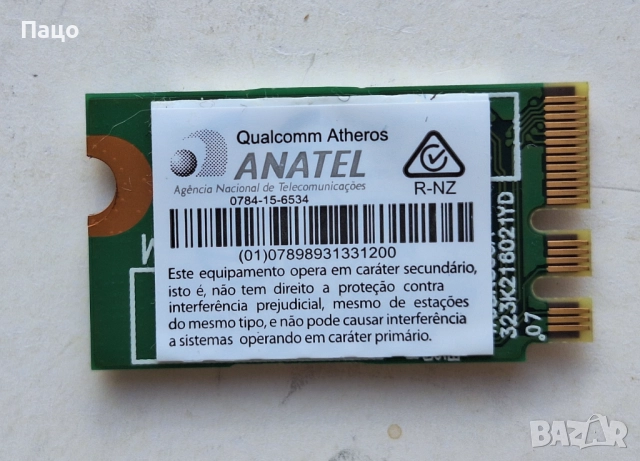 Пацо
Qualcomm Atheros
ANATEL
Agência Nacional de Telecomunicações
0784-15-6534
R-NZ
(01)07898931331200
Este equipamento opera em caráter secundário,
isto é, não tem direito a proteção contra
interferência prejudicial, mesmo de estações
do mesmo tipo, e não pode causar interferência
a sistemas operando em caráter primário.
323K216021YD
.07
BAZAR